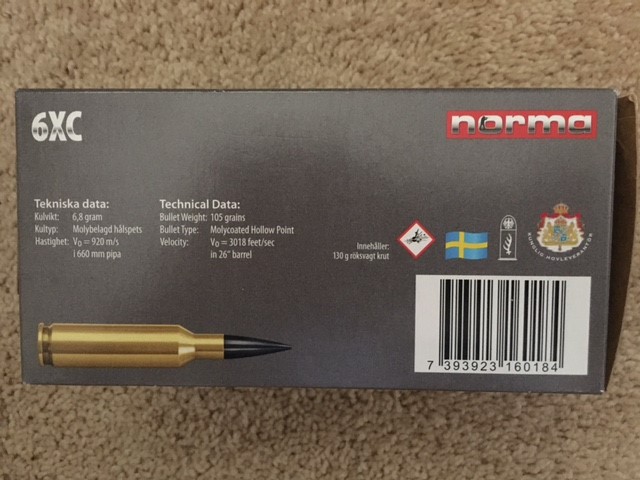 6XC
norma
Tekniska data:
Kulvikt: 6,8 gram
Kultyp: Molybelagd hålspets
Hastighet: V₀ = 920 m/s
i 660 mm pipa
Technical Data:
Bullet Weight: 105 grains
Bullet Type: Molycoated Hollow Point
Velocity: V₀ = 3018 feet/sec
in 26" barrel
Innehåller:
130 g röksvagt krut
KUNGLIG HOVLEVERANTÖR
7 393923 160184